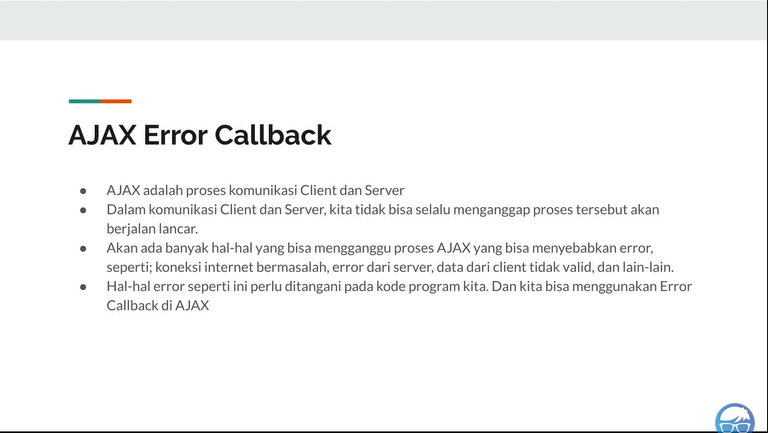 AJAX Error Callback
● AJAX adalah proses komunikasi Client dan Server
● Dalam komunikasi Client dan Server, kita tidak bisa selalu menganggap proses tersebut akan
berjalan lancar.
● Akan ada banyak hal-hal yang bisa mengganggu proses AJAX yang bisa menyebabkan error,
seperti; koneksi internet bermasalah, error dari server, data dari client tidak valid, dan lain-lain.
● Hal-hal error seperti ini perlu ditangani pada kode program kita. Dan kita bisa menggunakan Error
Callback di AJAX